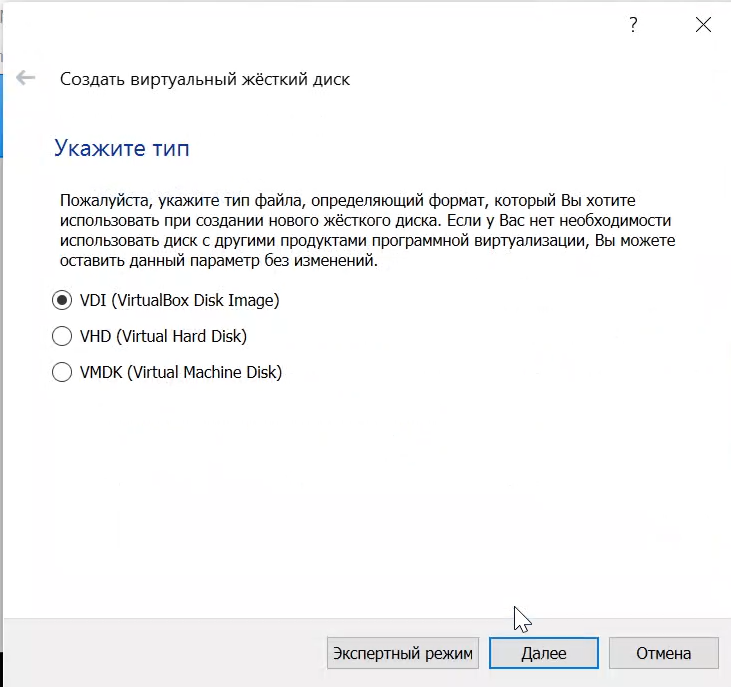 ?
Создать виртуальный жёсткий диск
Укажите тип
Пожалуйста, укажите тип файла, определяющий формат, который Вы хотите
использовать при создании нового жёсткого диска. Если у Вас нет необходимости
использовать диск с другими продуктами программной виртуализации, Вы можете
оставить данный параметр без изменений.
VDI (VirtualBox Disk Image)
VHD (Virtual Hard Disk)
VMDK (Virtual Machine Disk)
Экспертный режим Далее Отмена